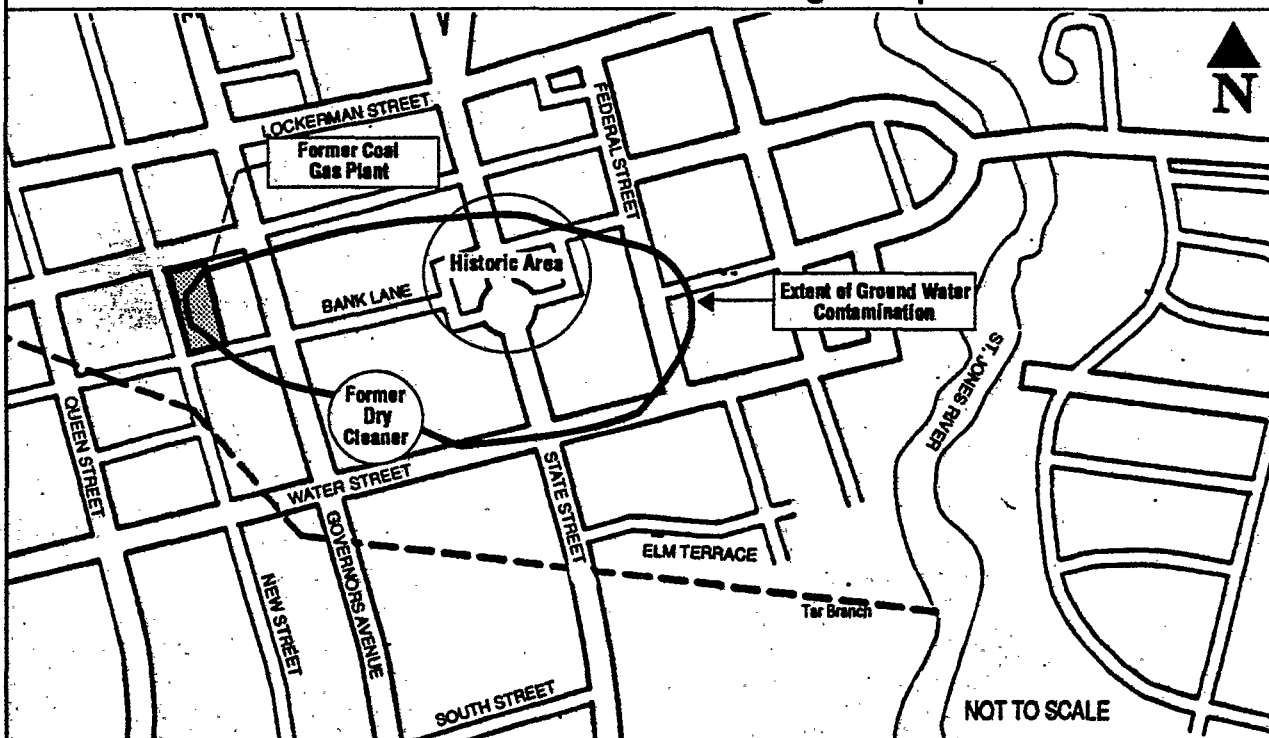 N
LOCKERMAN STREET
FEDERAL STREET
Former Coal
Gas Plant
Historic Area
BANK LANE
Extent of Ground Water
Contamination
Former
Dry
Cleaner
ST. JONES RIVER
QUEEN STREET
WATER STREET
STATE STREET
GOVERNORS AVENUE
ELM TERRACE
NEW STREET
Tar Branch
SOUTH STREET
NOT TO SCALE